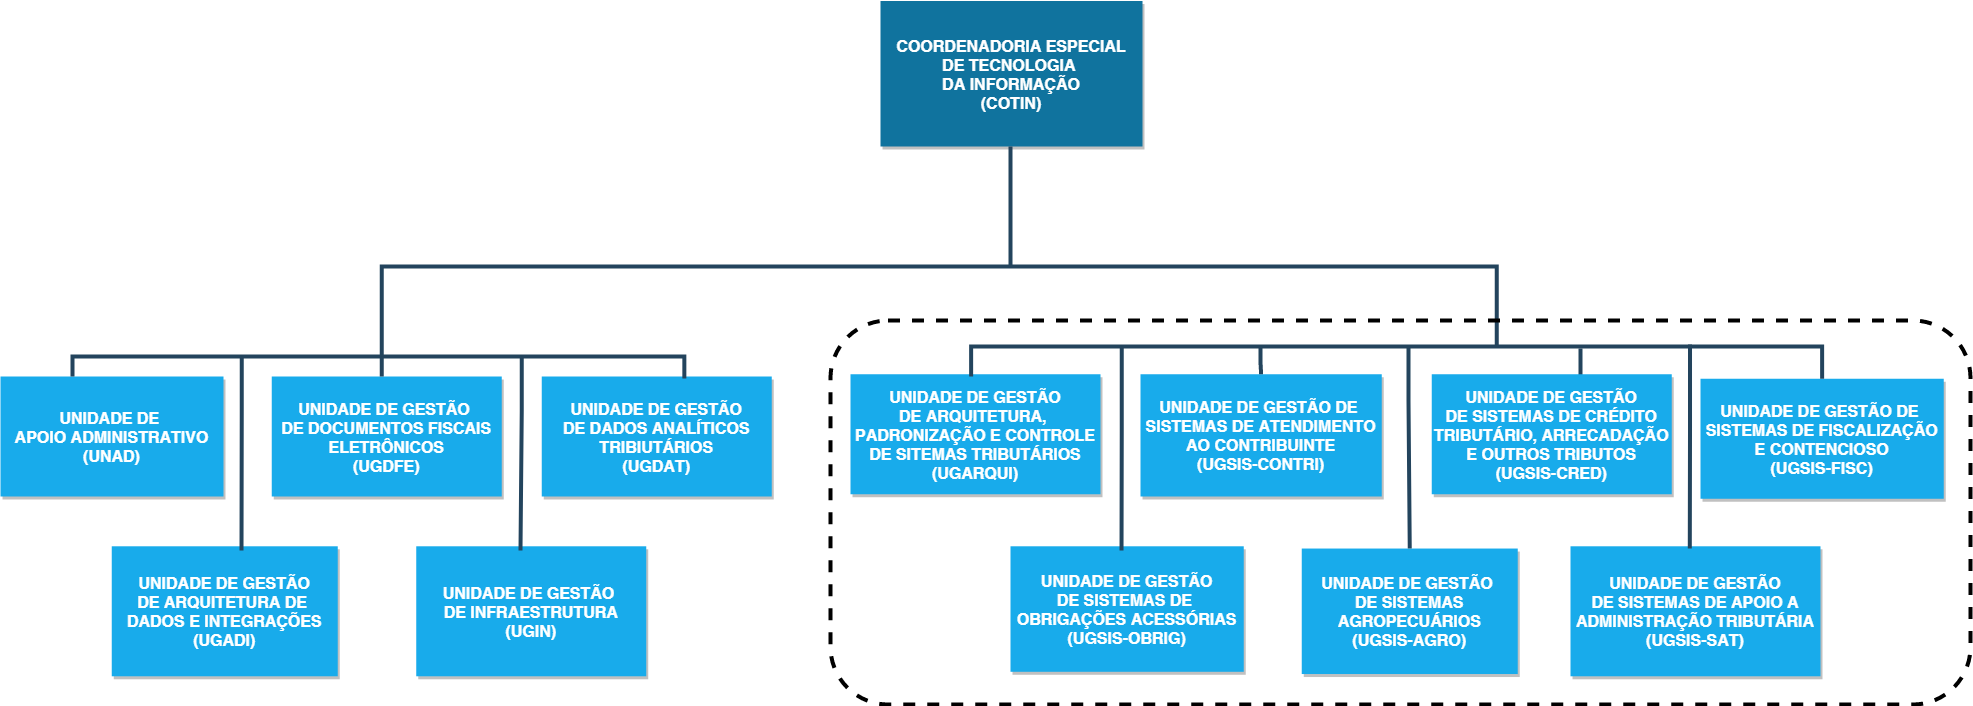 COORDENADORIA ESPECIAL
DE TECNOLOGIA
DA INFORMAÇÃO
(COTIN)
UNIDADE DE
APOIO ADMINISTRATIVO
(UNAD)
UNIDADE DE GESTÃO
DE DOCUMENTOS FISCAIS
ELETRÔNICOS
(UGDFE)
UNIDADE DE GESTÃO
DE DADOS ANALÍTICOS
TRIBUTÁRIOS
(UGDAT)
UNIDADE DE GESTÃO
DE ARQUITETURA,
PADRONIZAÇÃO E CONTROLE
DE SITEMAS TRIBUTÁRIOS
(UGARQUI)
UNIDADE DE GESTÃO DE
SISTEMAS DE ATENDIMENTO
AO CONTRIBUINTE
(UGSIS-CONTRI)
UNIDADE DE GESTÃO
DE SISTEMAS DE CRÉDITO
TRIBUTÁRIO, ARRECADAÇÃO
E OUTROS TRIBUTOS
(UGSIS-CRED)
UNIDADE DE GESTÃO DE
SISTEMAS DE FISCALIZAÇÃO
E CONTENCIOSO
(UGSIS-FISC)
UNIDADE DE GESTÃO
DE ARQUITETURA DE
DADOS E INTEGRAÇÕES
(UGADI)
UNIDADE DE GESTÃO
DE INFRAESTRUTURA
(UGIN)
UNIDADE DE GESTÃO
DE SISTEMAS DE
OBRIGAÇÕES ACESSÓRIAS
(UGSIS-OBRIG)
UNIDADE DE GESTÃO
DE SISTEMAS
AGROPECUÁRIOS
(UGSIS-AGRO)
UNIDADE DE GESTÃO
DE SISTEMAS DE APOIO A
ADMINISTRAÇÃO TRIBUTÁRIA
(UGSIS-SAT)